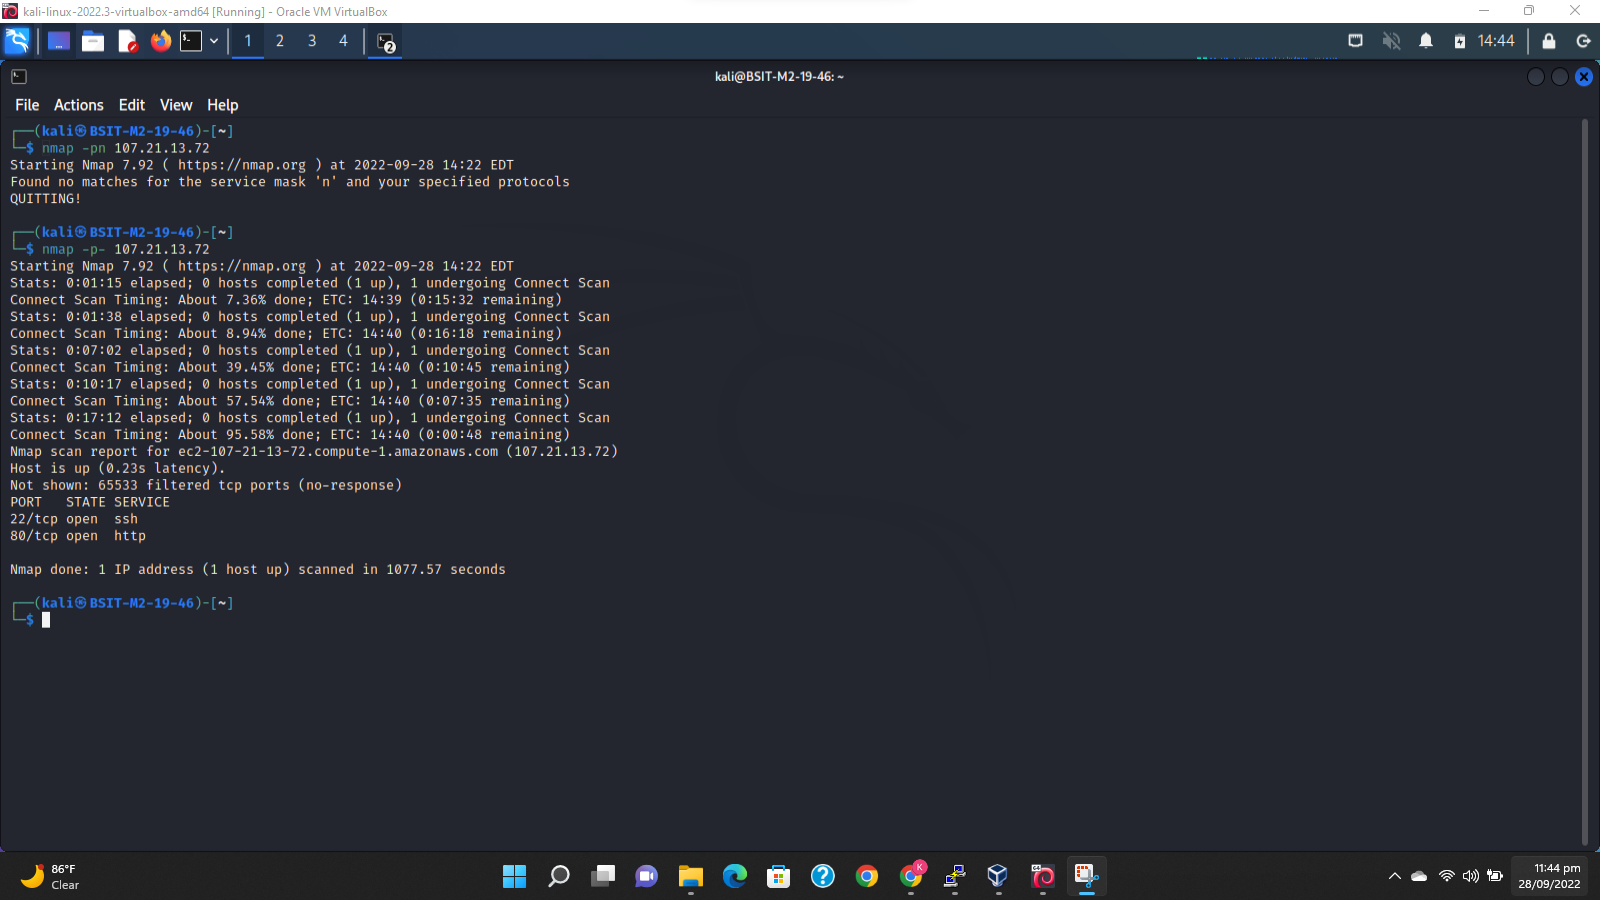 kali-linux-2022.3-virtualbox-amd64 [Running] - Oracle VM VirtualBox
1 2 3 4 2 14:44
kali@BSIT-M2-19-46: ~
File Actions Edit View Help
┌──(kali㉿BSIT-M2-19-46)-[~]
└─$ nmap -pn 107.21.13.72
Starting Nmap 7.92 ( https://nmap.org ) at 2022-09-28 14:22 EDT
Found no matches for the service mask 'n' and your specified protocols
QUITTING!
┌──(kali㉿BSIT-M2-19-46)-[~]
└─$ nmap -p- 107.21.13.72
Starting Nmap 7.92 ( https://nmap.org ) at 2022-09-28 14:22 EDT
Stats: 0:01:15 elapsed; 0 hosts completed (1 up), 1 undergoing Connect Scan
Connect Scan Timing: About 7.36% done; ETC: 14:39 (0:15:32 remaining)
Stats: 0:01:38 elapsed; 0 hosts completed (1 up), 1 undergoing Connect Scan
Connect Scan Timing: About 8.94% done; ETC: 14:40 (0:16:18 remaining)
Stats: 0:07:02 elapsed; 0 hosts completed (1 up), 1 undergoing Connect Scan
Connect Scan Timing: About 39.45% done; ETC: 14:40 (0:10:45 remaining)
Stats: 0:10:17 elapsed; 0 hosts completed (1 up), 1 undergoing Connect Scan
Connect Scan Timing: About 57.54% done; ETC: 14:40 (0:07:35 remaining)
Stats: 0:17:12 elapsed; 0 hosts completed (1 up), 1 undergoing Connect Scan
Connect Scan Timing: About 95.58% done; ETC: 14:40 (0:00:48 remaining)
Nmap scan report for ec2-107-21-13-72.compute-1.amazonaws.com (107.21.13.72)
Host is up (0.23s latency).
Not shown: 65533 filtered tcp ports (no-response)
PORT   STATE SERVICE
22/tcp open  ssh
80/tcp open  http
Nmap done: 1 IP address (1 host up) scanned in 1077.57 seconds
┌──(kali㉿BSIT-M2-19-46)-[~]
└─$
86°F
Clear
K
11:44 pm
28/09/2022